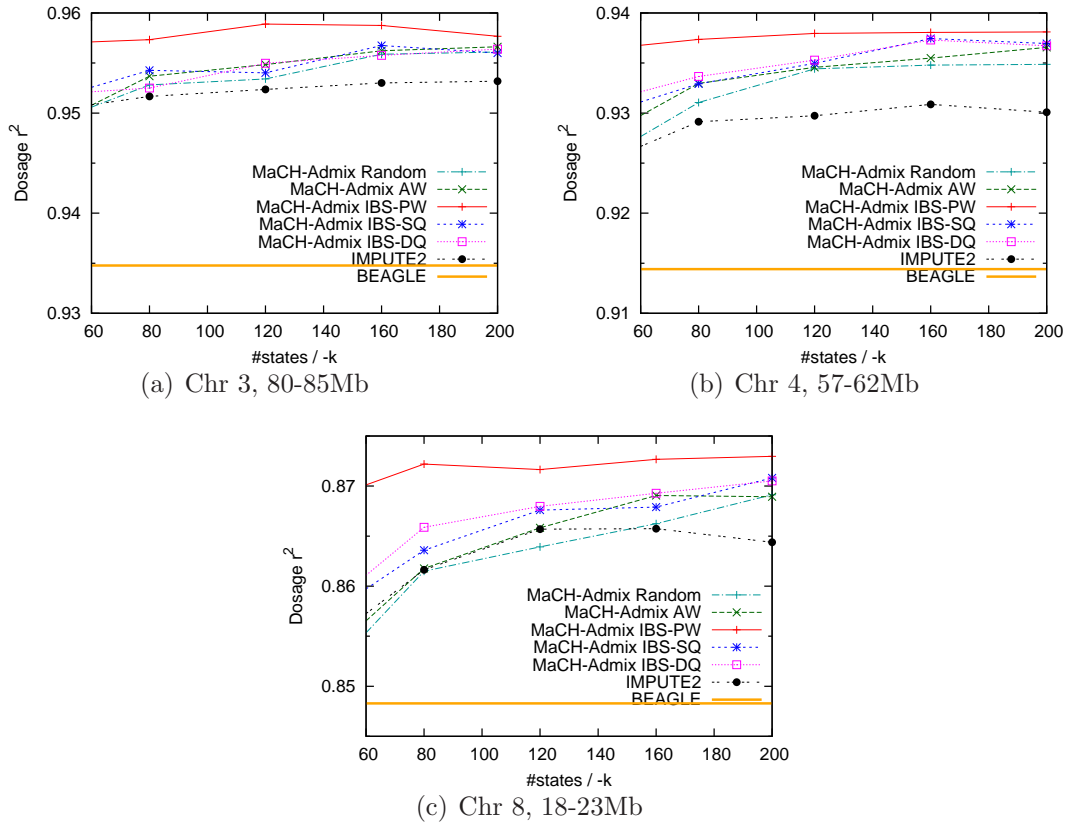 0.96
0.95
0.94
0.93
Dosage r²
MaCH-Admix Random
MaCH-Admix AW
MaCH-Admix IBS-PW
MaCH-Admix IBS-SQ
MaCH-Admix IBS-DQ
IMPUTE2
BEAGLE
60 80 100 120 140 160 180 200
#states / -k
(a) Chr 3, 80-85Mb
0.94
0.93
0.92
0.91
Dosage r²
MaCH-Admix Random
MaCH-Admix AW
MaCH-Admix IBS-PW
MaCH-Admix IBS-SQ
MaCH-Admix IBS-DQ
IMPUTE2
BEAGLE
60 80 100 120 140 160 180 200
#states / -k
(b) Chr 4, 57-62Mb
0.87
0.86
0.85
Dosage r²
MaCH-Admix Random
MaCH-Admix AW
MaCH-Admix IBS-PW
MaCH-Admix IBS-SQ
MaCH-Admix IBS-DQ
IMPUTE2
BEAGLE
60 80 100 120 140 160 180 200
#states / -k
(c) Chr 8, 18-23Mb